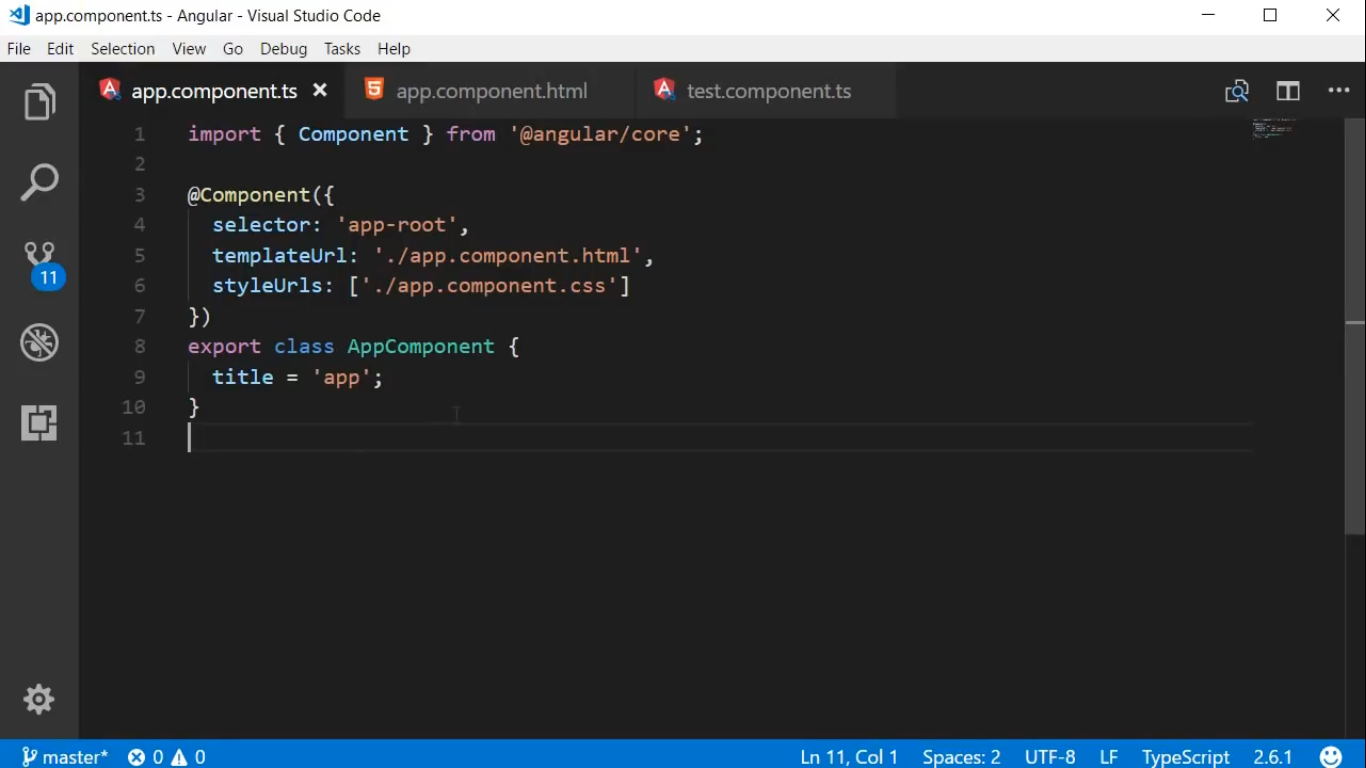 app.component.ts - Angular - Visual Studio Code
File Edit Selection View Go Debug Tasks Help
app.component.ts app.component.html test.component.ts
1 import { Component } from '@angular/core';
2
3 @Component({
4   selector: 'app-root',
5   templateUrl: './app.component.html',
6   styleUrls: ['./app.component.css']
7 })
8 export class AppComponent {
9   title = 'app';
10 }
11
11
master* 0 0 Ln 11, Col 1 Spaces: 2 UTF-8 LF TypeScript 2.6.1